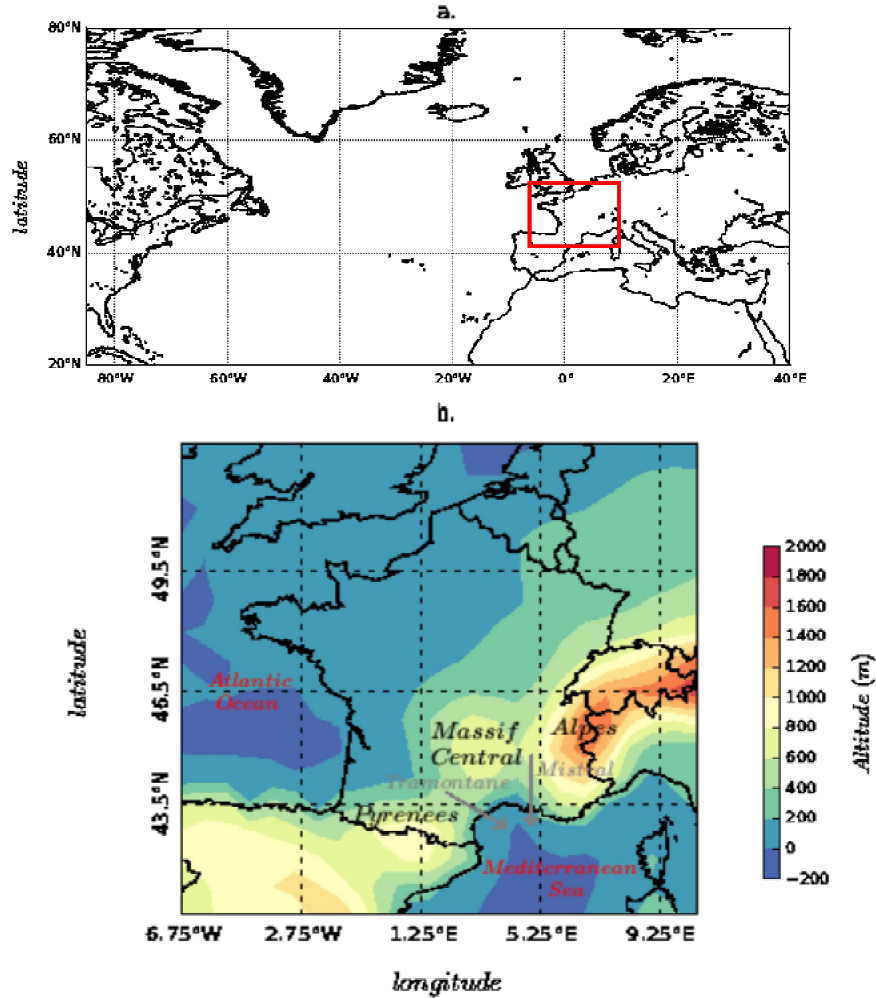 a.
80°N
60°N
40°N
20°N
latitude
80°W 60°W 40°W 20°W 0° 20°E 40°E
b.
49.5°N
46.5°N
43.5°N
latitude
Atlantic
Ocean
Massif
Central
Alpes
Tramontane
Mistral
Pyrenees
Mediterranean
Sea
6.75°W 2.75°W 1.25°E 5.25°E 9.25°E
longitude
2000
1800
1600
1400
1200
1000
800
600
400
200
0
−200
Altitude (m)